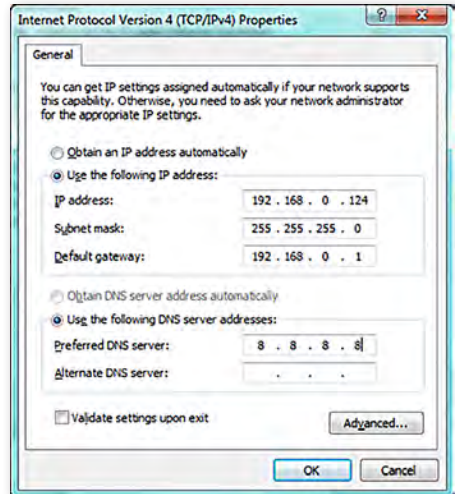 Internet Protocol Version 4 (TCP/IPv4) Properties
General
You can get IP settings assigned automatically if your network supports
this capability. Otherwise, you need to ask your network administrator
for the appropriate IP settings.
Obtain an IP address automatically
Use the following IP address:
IP address: 192 . 168 . 0 . 124
Subnet mask: 255 . 255 . 255 . 0
Default gateway: 192 . 168 . 0 . 1
Obtain DNS server address automatically
Use the following DNS server addresses:
Preferred DNS server: 8 . 8 . 8 . 8
Alternate DNS server: . . .
Validate settings upon exit
Advanced...
OK Cancel